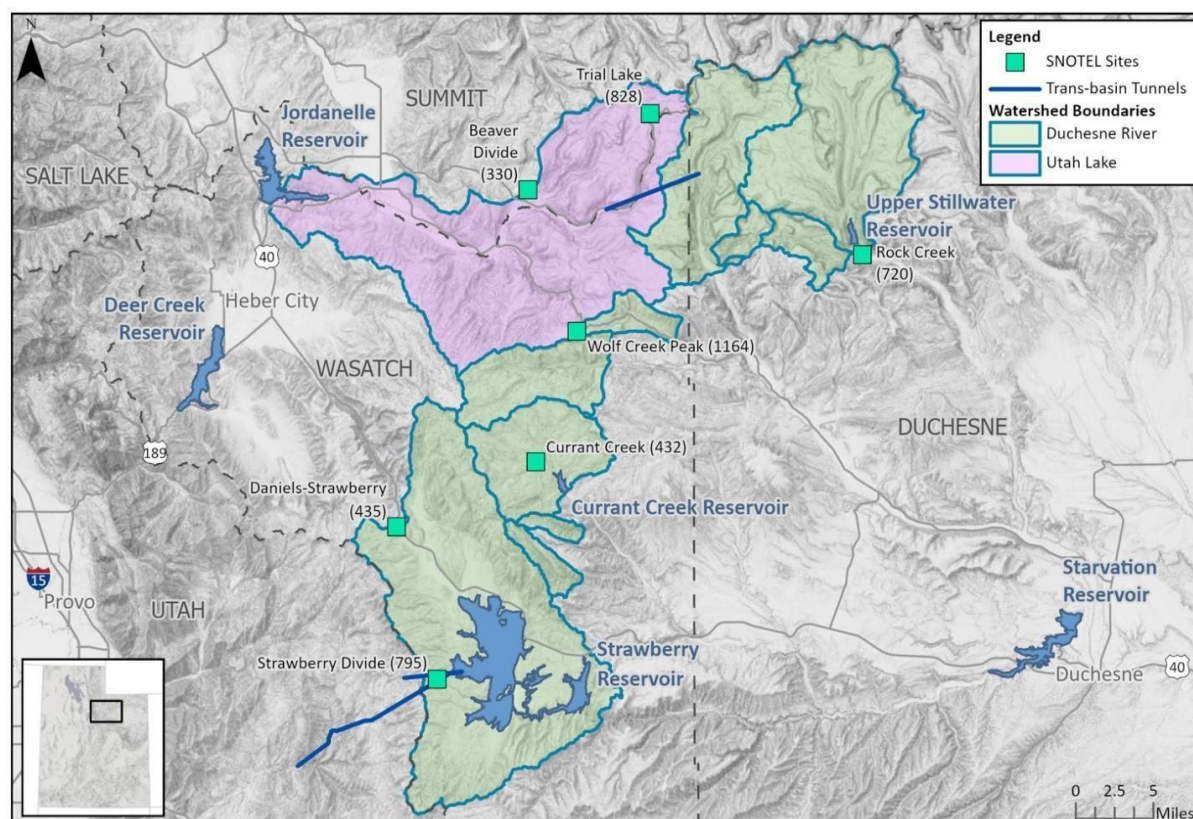 N
Legend
SNOTEL Sites
Trans-basin Tunnels
Watershed Boundaries
Duchesne River
Utah Lake
Trial Lake
(828)
SUMMIT
Jordanelle
Reservoir
Beaver
Divide
(330)
SALT LAKE
Upper Stillwater
Reservoir
Rock Creek
(720)
40
Heber City
Deer Creek
Reservoir
Wolf Creek Peak (1164)
WASATCH
DUCHESNE
Currant Creek (432)
189
Daniels-Strawberry
(435)
Currant Creek Reservoir
15
Provo
UTAH
Starvation
Reservoir
Strawberry Divide (795)
Strawberry
Reservoir
40
Duchesne
0 2.5 5
Miles